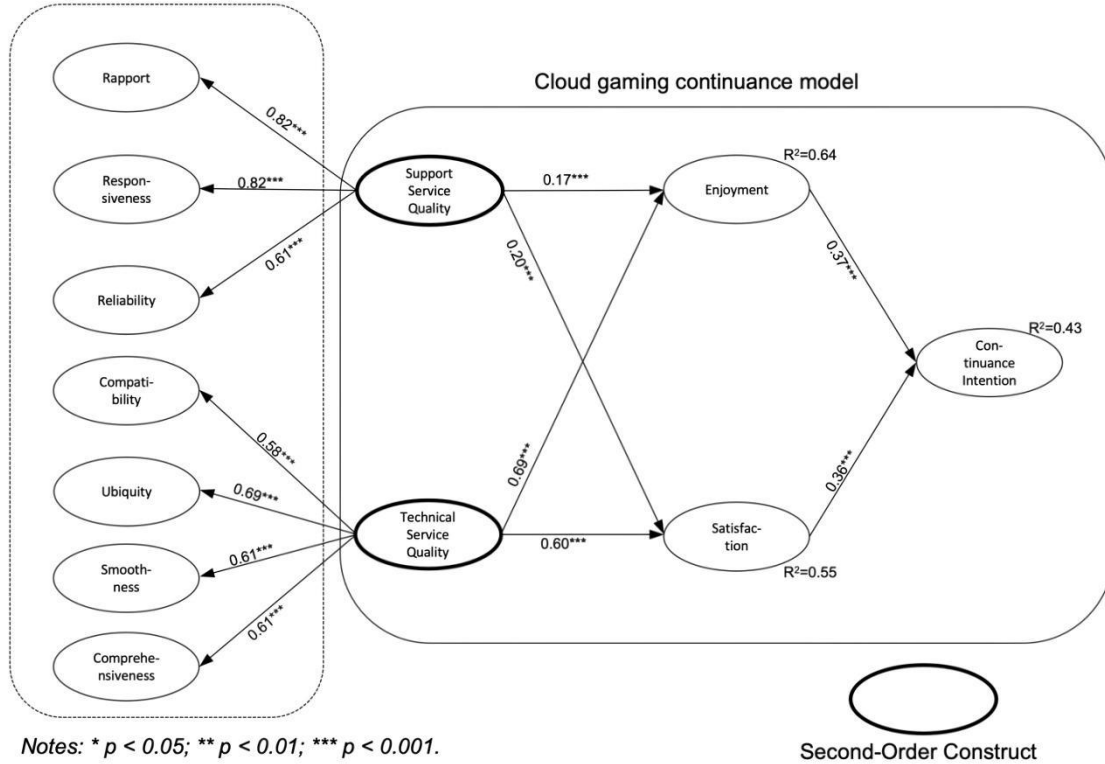 Cloud gaming continuance model
Rapport
Respon-
siveness
Reliability
Compati-
bility
Ubiquity
Smooth-
ness
Comprehe-
nsiveness
0.82***
0.82***
0.61***
0.58***
0.69***
0.61***
0.61***
Support
Service
Quality
Technical
Service
Quality
0.17***
0.20***
0.69***
0.60***
R²=0.64
Enjoyment
Satisfac-
tion
R²=0.55
0.37***
0.36***
R²=0.43
Con-
tinuance
Intention
Notes: * p < 0.05; ** p < 0.01; *** p < 0.001.
Second-Order Construct